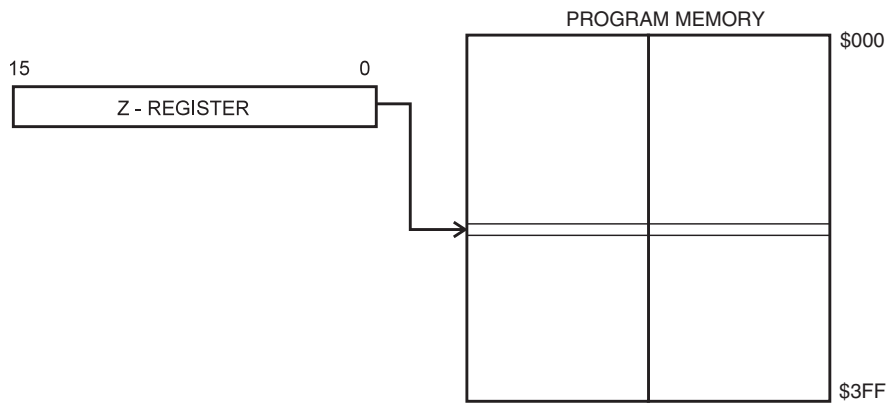 PROGRAM MEMORY
$000
15 0
Z - REGISTER
$3FF